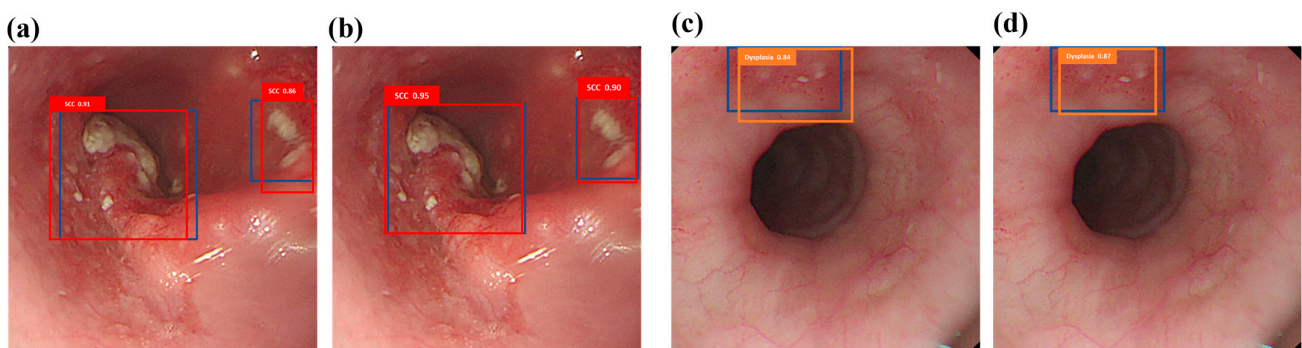 (a)
(b)
(c)
(d)
SCC 0.91
SCC 0.86
SCC 0.95
SCC 0.90
Dysplasia 0.84
Dysplasia 0.87